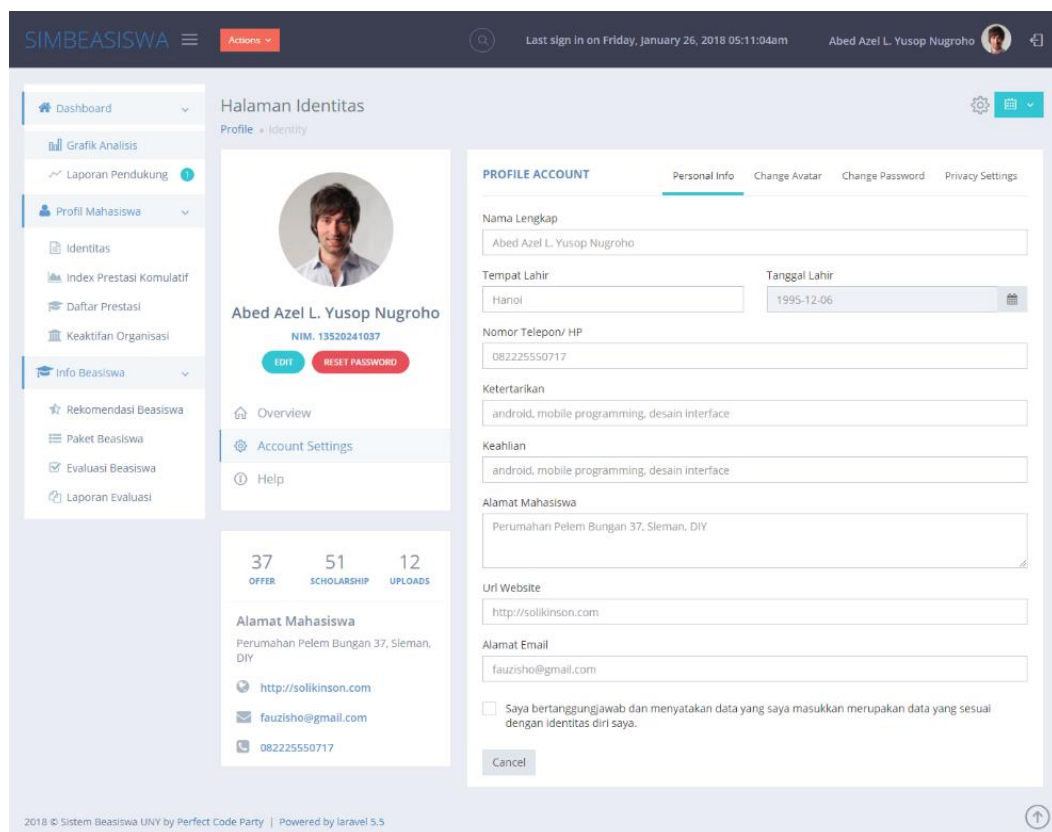 SIMBEASISWA
Actions
Last sign in on Friday, January 26, 2018 05:11:04am
Abed Azel L. Yusop Nugroho
Dashboard
Grafik Analisis
Laporan Pendukung 1
Profil Mahasiswa
Identitas
Index Prestasi Komulatif
Daftar Prestasi
Keaktifan Organisasi
Info Beasiswa
Rekomendasi Beasiswa
Paket Beasiswa
Evaluasi Beasiswa
Laporan Evaluasi
Halaman Identitas
Profile Identity
Abed Azel L. Yusop Nugroho
NIM. 13520241037
EDIT RESET PASSWORD
Overview
Account Settings
Help
37 51 12
OFFER SCHOLARSHIP UPLOADS
Alamat Mahasiswa
Perumahan Pelem Bungan 37, Sleman,
DIY
http://solikinson.com
fauzisho@gmail.com
082225550717
PROFILE ACCOUNT Personal Info Change Avatar Change Password Privacy Settings
Nama Lengkap
Abed Azel L. Yusop Nugroho
Tempat Lahir Tanggal Lahir
Hanoi 1995-12-06
Nomor Telepon/ HP
082225550717
Ketertarikan
android, mobile programming, desain interface
Keahlian
android, mobile programming, desain interface
Alamat Mahasiswa
Perumahan Pelem Bungan 37, Sleman, DIY
Url Website
http://solikinson.com
Alamat Email
fauzisho@gmail.com
Saya bertanggungjawab dan menyatakan data yang saya masukkan merupakan data yang sesuai
dengan identitas diri saya.
Cancel
2018 © Sistem Beasiswa UNY by Perfect Code Party | Powered by laravel 5.5